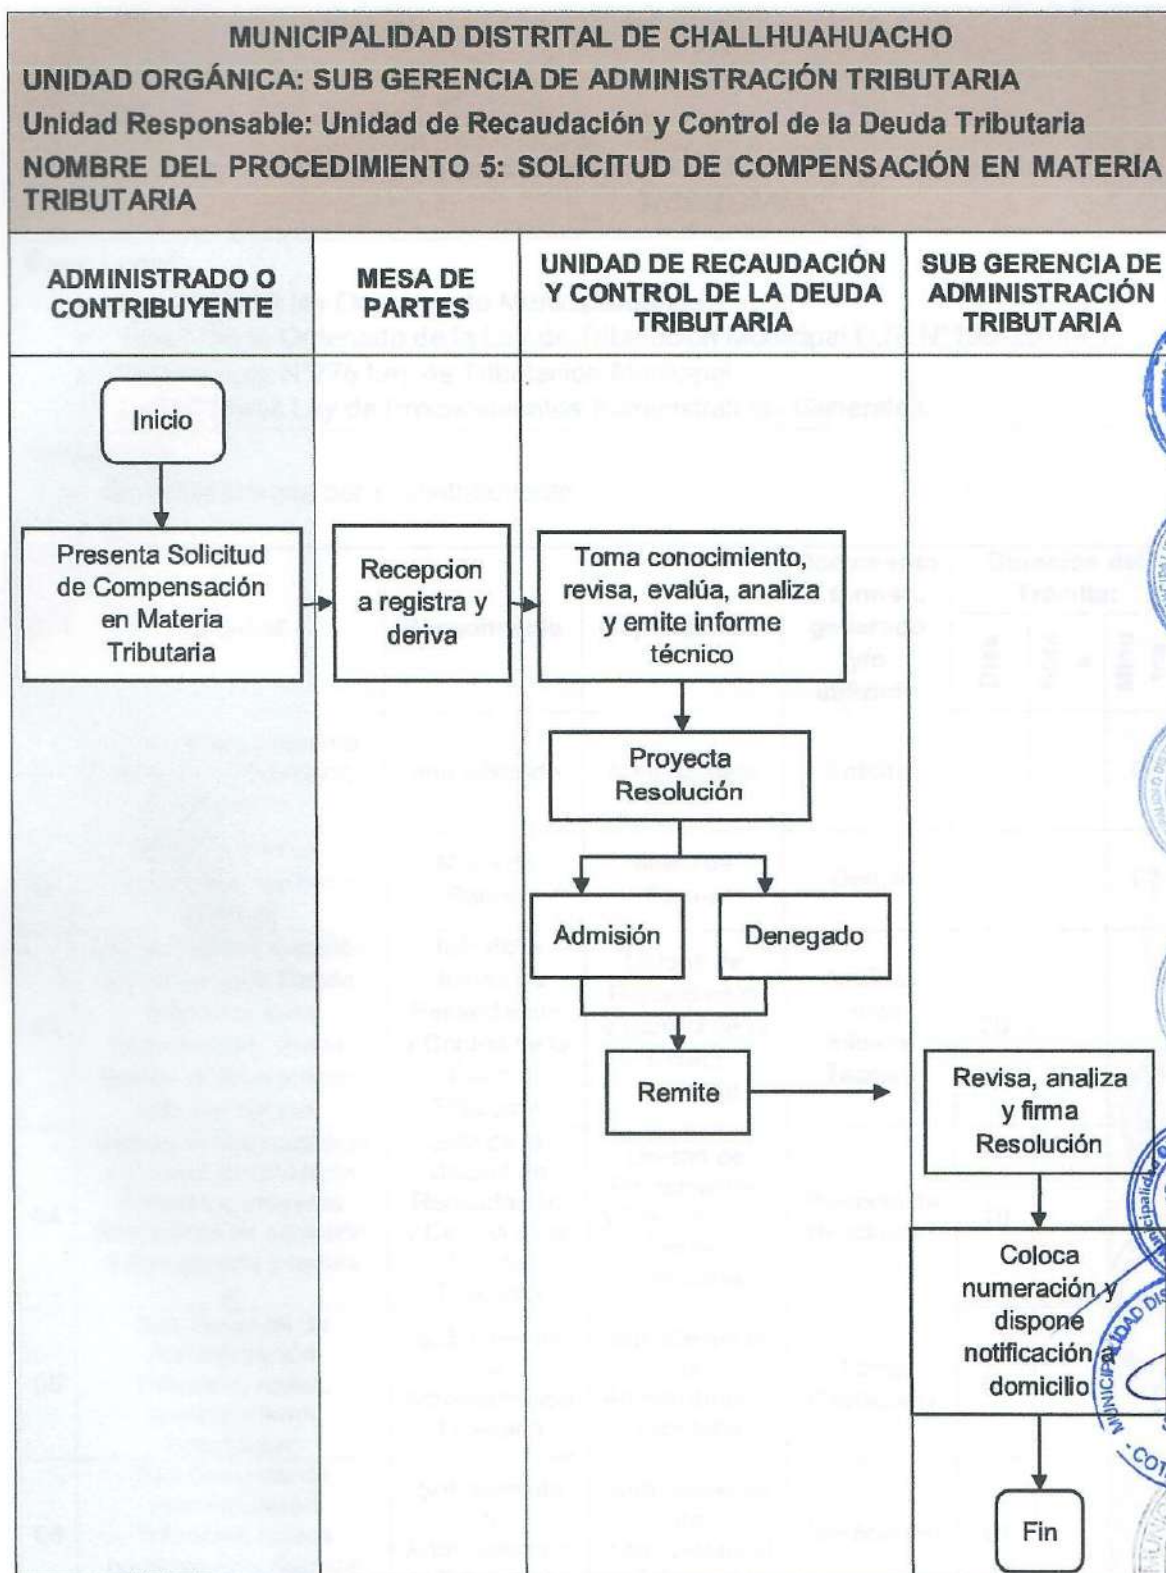 MUNICIPALIDAD DISTRITAL DE CHALLHUAHUACHO
UNIDAD ORGÁNICA: SUB GERENCIA DE ADMINISTRACIÓN TRIBUTARIA
Unidad Responsable: Unidad de Recaudación y Control de la Deuda Tributaria
NOMBRE DEL PROCEDIMIENTO 5: SOLICITUD DE COMPENSACIÓN EN MATERIA
TRIBUTARIA
ADMINISTRADO O
CONTRIBUYENTE
MESA DE
PARTES
UNIDAD DE RECAUDACIÓN
Y CONTROL DE LA DEUDA
TRIBUTARIA
SUB GERENCIA DE
ADMINISTRACIÓN
TRIBUTARIA
Inicio
Presenta Solicitud
de Compensación
en Materia
Tributaria
Recepcion
a registra y
deriva
Toma conocimiento,
revisa, evalúa, analiza
y emite informe
técnico
Proyecta
Resolución
Admisión
Denegado
Remite
Revisa, analiza
y firma
Resolución
Coloca
numeración y
dispone
notificación a
domicilio
Fin